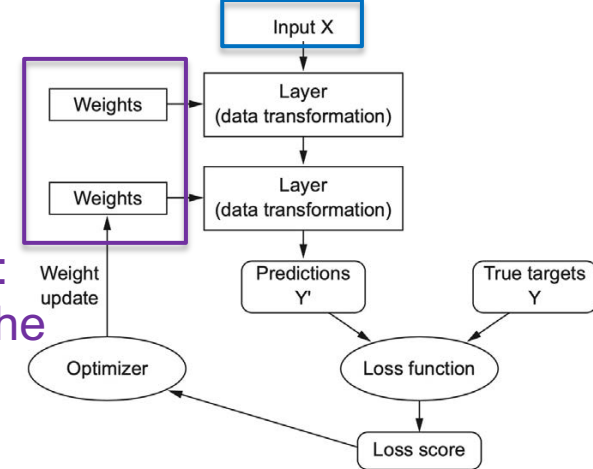 Input X
Weights
Layer
(data transformation)
Weights
Layer
(data transformation)
:
he
Weight
update
Predictions
Y'
True targets
Y
Optimizer
Loss function
Loss score